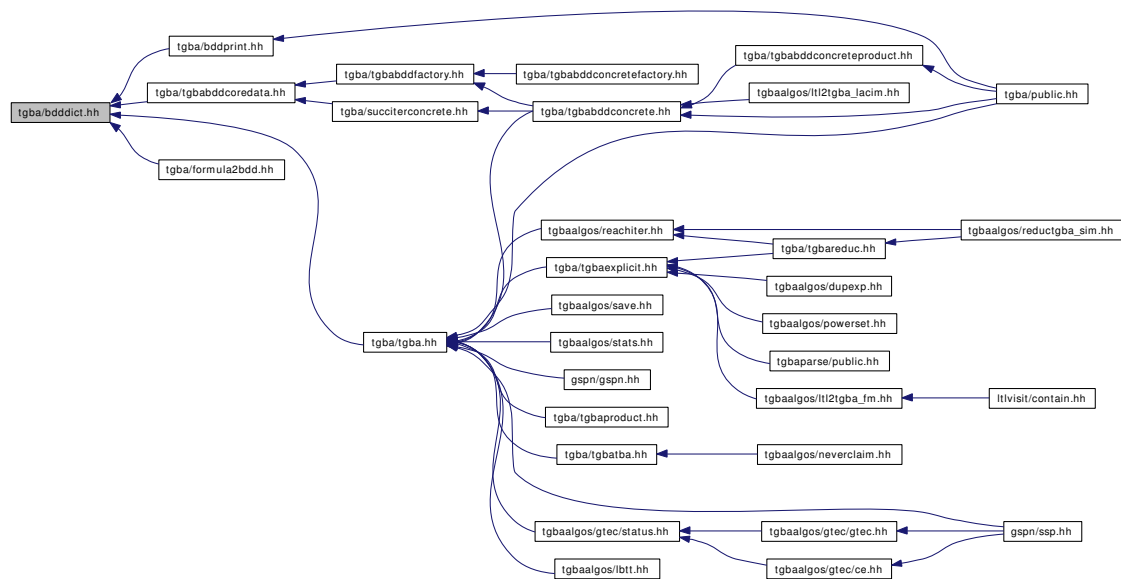 tgba/bddprint.hh
tgba/tgbabddconcreteproduct.hh
tgba/tgbabddfactory.hh
tgba/tgbabddconcretefactory.hh
tgba/tgbabddcoredata.hh
tgbaalgos/ltl2tgba_lacim.hh
tgba/public.hh
tgba/bdddict.hh
tgba/succiterconcrete.hh
tgba/tgbabddconcrete.hh
tgba/formula2bdd.hh
tgbaalgos/reachiter.hh
tgbaalgos/reductgba_sim.hh
tgba/tgbareduc.hh
tgba/tgbaexplicit.hh
tgbaalgos/dupexp.hh
tgbaalgos/save.hh
tgbaalgos/powerset.hh
tgba/tgba.hh
tgbaalgos/stats.hh
tgbaparse/public.hh
gspn/gspn.hh
tgbaalgos/ltl2tgba_fm.hh
ltlvisit/contain.hh
tgba/tgbaproduct.hh
tgba/tgbatba.hh
tgbaalgos/neverclaim.hh
tgbaalgos/gtec/status.hh
tgbaalgos/gtec/gtec.hh
gspn/ssp.hh
tgbaalgos/lbtt.hh
tgbaalgos/gtec/ce.hh